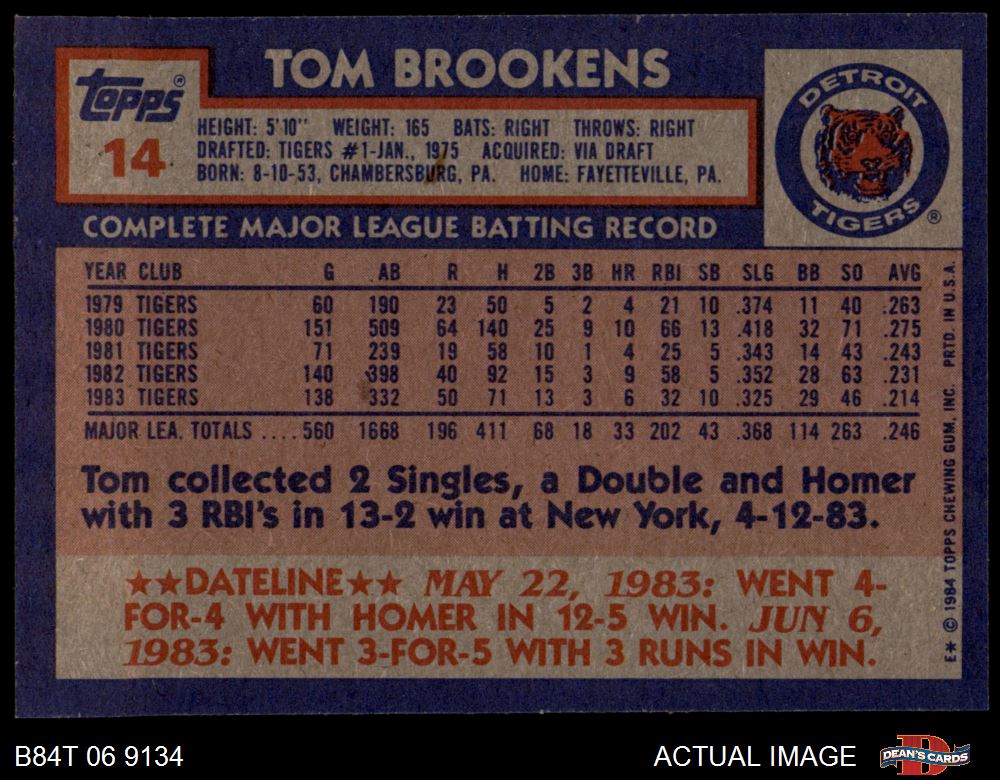 TOM BROOKENS
Topps®
14
HEIGHT: 5'10" WEIGHT: 165 BATS: RIGHT THROWS: RIGHT
DRAFTED: TIGERS #1-JAN., 1975 ACQUIRED: VIA DRAFT
BORN: 8-10-53, CHAMBERSBURG, PA. HOME: FAYETTEVILLE, PA.
DETROIT
TIGERS®
COMPLETE MAJOR LEAGUE BATTING RECORD
YEAR CLUB G AB R H 2B 3B HR RBI SB SLG BB SO AVG
1979 TIGERS 60 190 23 50 5 2 4 21 10 .374 11 40 .263
1980 TIGERS 151 509 64 140 25 9 10 66 13 .418 32 71 .275
1981 TIGERS 71 239 19 58 10 1 4 25 5 .343 14 43 .243
1982 TIGERS 140 398 40 92 15 3 9 58 5 .352 28 63 .231
1983 TIGERS 138 332 50 71 13 3 6 32 10 .325 29 46 .214
MAJOR LEA. TOTALS ....560 1668 196 411 68 18 33 202 43 .368 114 263 .246
Tom collected 2 Singles, a Double and Homer
with 3 RBI's in 13-2 win at New York, 4-12-83.
★★DATELINE★★ MAY 22, 1983: WENT 4-
FOR-4 WITH HOMER IN 12-5 WIN. JUN 6,
1983: WENT 3-FOR-5 WITH 3 RUNS IN WIN.
E* © 1984 TOPPS CHEWING GUM, INC. PRTD. IN U.S.A.
B84T 06 9134
ACTUAL IMAGE
D
DEAN'S CARDS